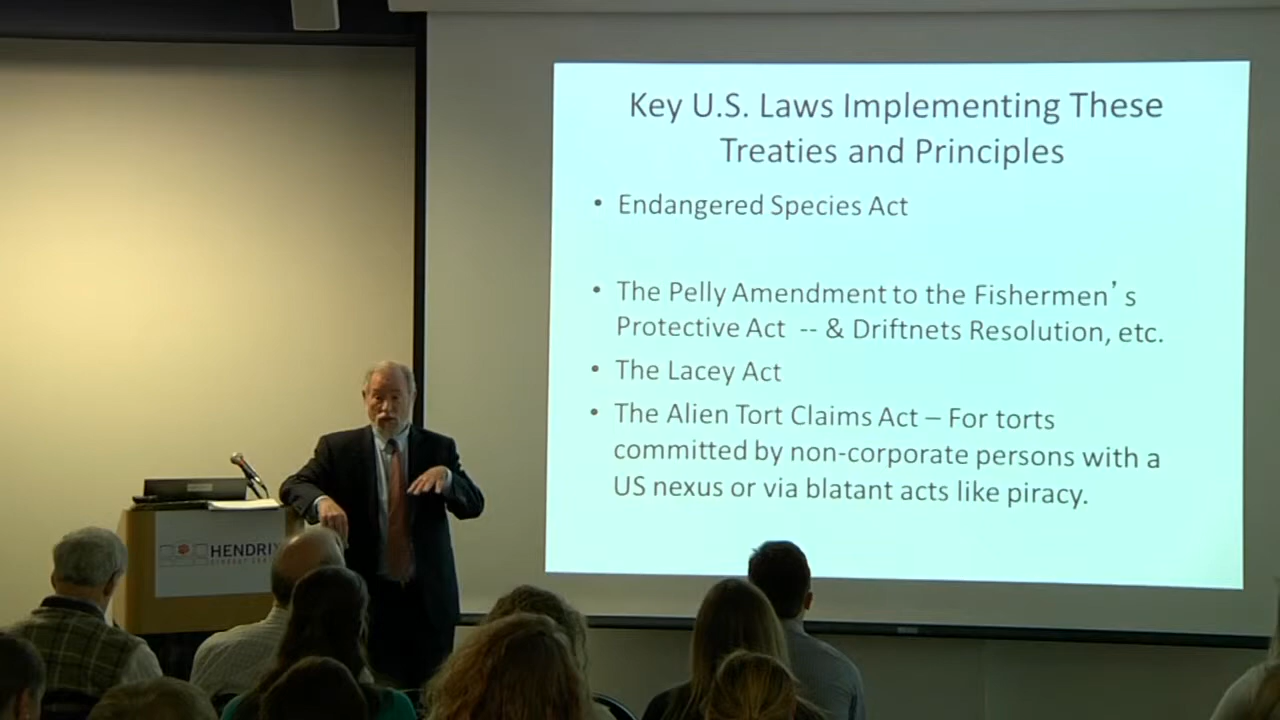 Key U.S. Laws Implementing These
Treaties and Principles
• Endangered Species Act
• The Pelly Amendment to the Fishermen’s
Protective Act -- & Driftnets Resolution, etc.
• The Lacey Act
• The Alien Tort Claims Act – For torts
committed by non-corporate persons with a
US nexus or via blatant acts like piracy.
HENDRIX